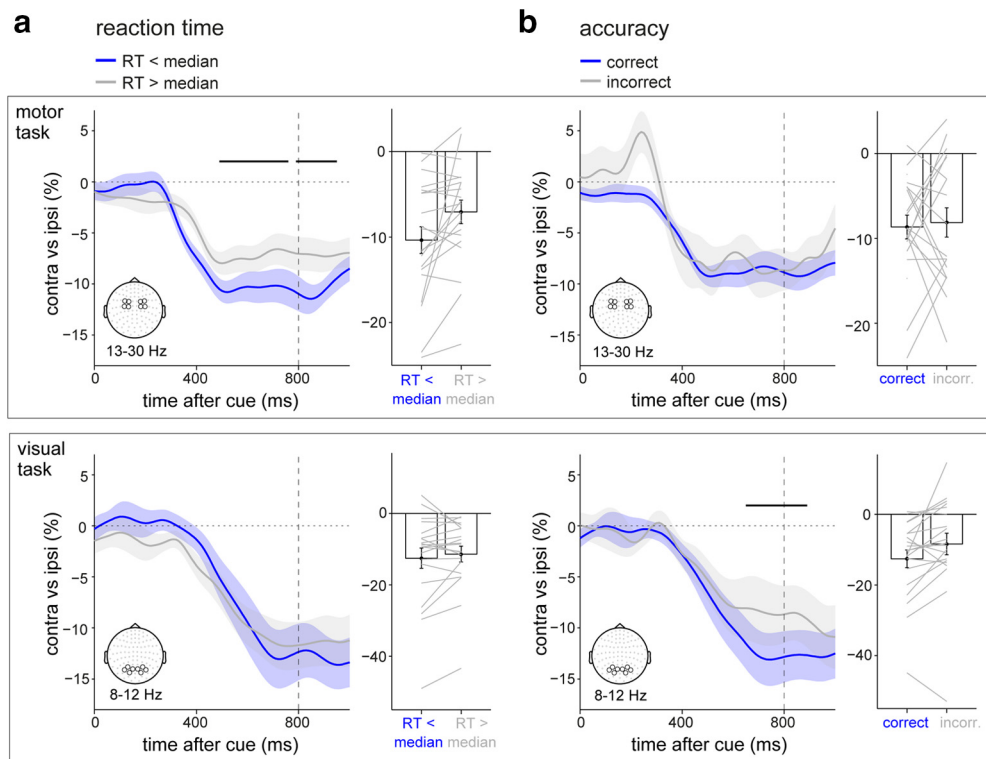 a
reaction time
RT < median
RT > median
b
accuracy
correct
incorrect
motor
task
contra vs ipsi (%)
5
0
−5
−10
−15
13-30 Hz
0
400
800
time after cue (ms)
0
−10
−20
RT <
median
RT >
median
contra vs ipsi (%)
5
0
−5
−10
−15
13-30 Hz
0
400
800
time after cue (ms)
0
−10
−20
correct
incorr.
visual
task
contra vs ipsi (%)
5
0
−5
−10
−15
8-12 Hz
0
400
800
time after cue (ms)
0
−20
−40
RT <
median
RT >
median
contra vs ipsi (%)
5
0
−5
−10
−15
8-12 Hz
0
400
800
time after cue (ms)
0
−20
−40
correct
incorr.